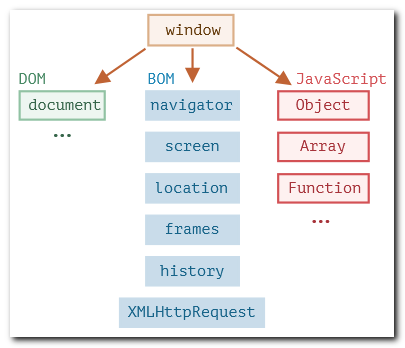 window
DOM
document
...
BOM
navigator
screen
location
frames
history
XMLHttpRequest
JavaScript
Object
Array
Function
...